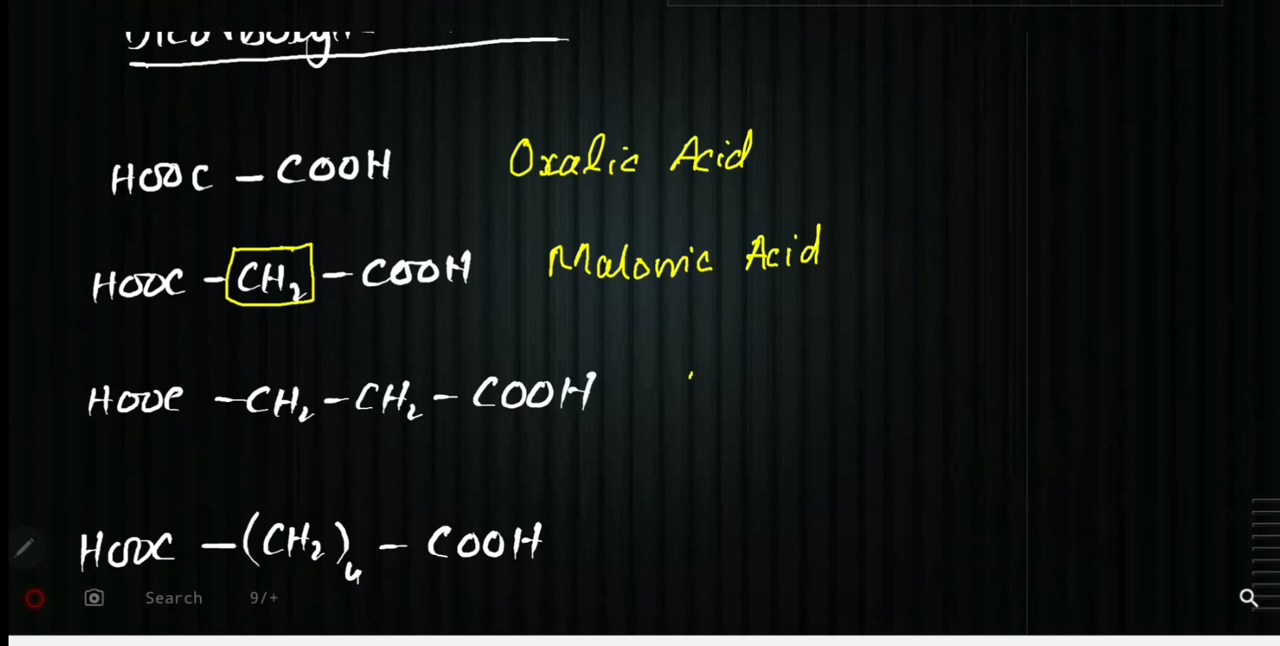 HOOC - COOH Oxalic Acid
HOOC - CH₂ - COOH Malonic Acid
HOOC - CH₂ - CH₂ - COOH
HOOC - (CH₂)₄ - COOH
Search 9/+